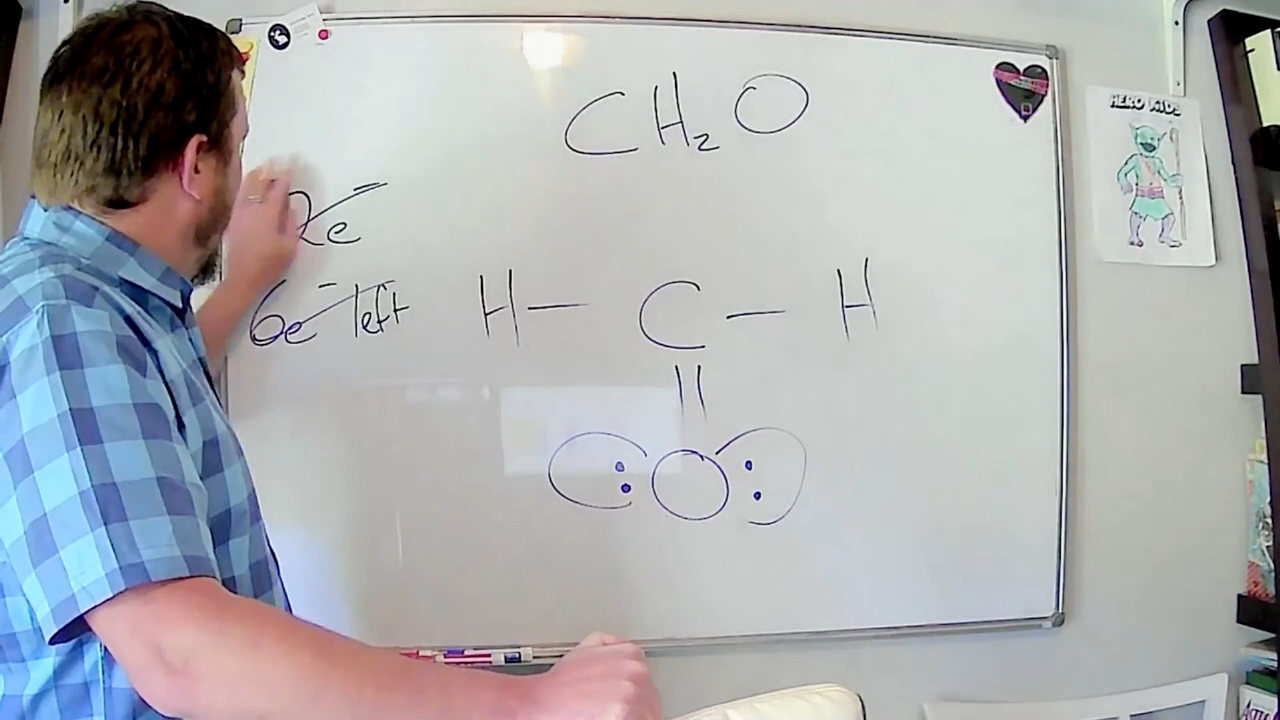 CH₂O
HERO KIDS
2e⁻
6e⁻ left
H — C — H
||
: O :